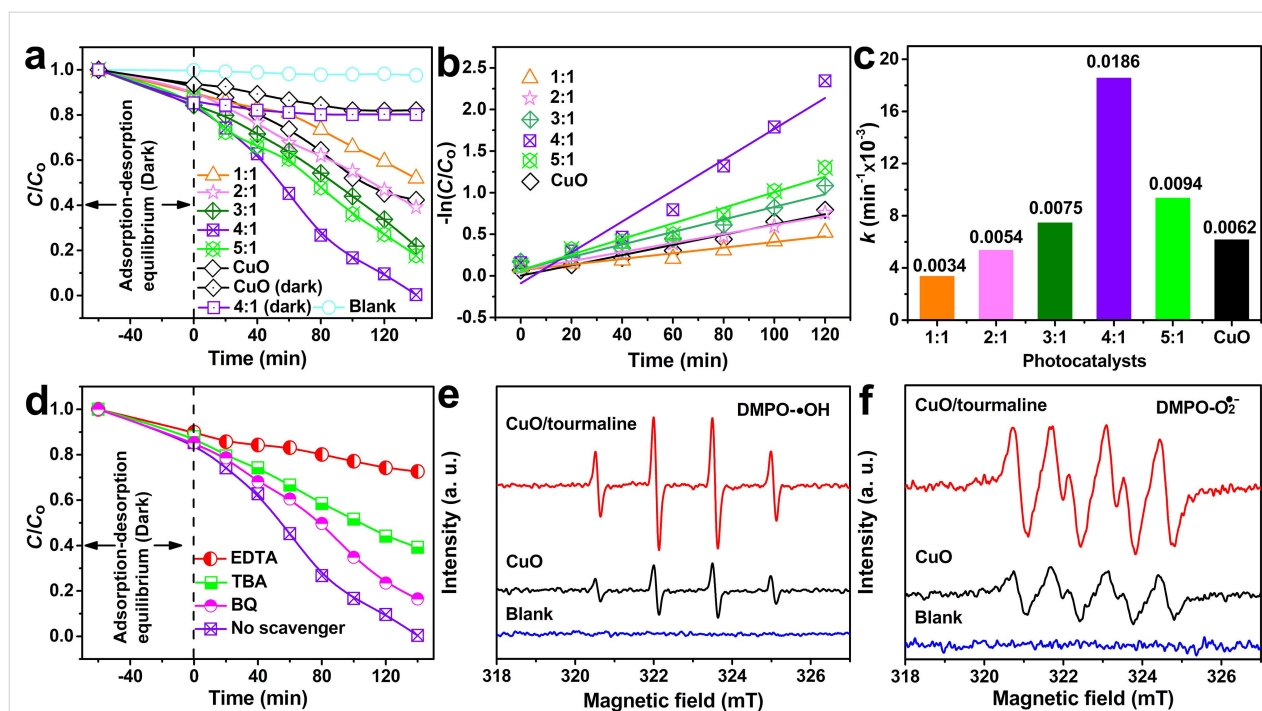 a
C/C₀
1.0
0.8
0.6
0.4
0.2
0.0
Adsorption-desorption
equilibrium (Dark)
1:1
2:1
3:1
4:1
5:1
CuO
CuO (dark)
4:1 (dark)
Blank
-40
0
40
80
120
Time (min)
b
-ln(C/C₀)
2.5
2.0
1.5
1.0
0.5
0.0
-0.5
1:1
2:1
3:1
4:1
5:1
CuO
0
20
40
60
80
100
120
Time (min)
c
k (min⁻¹x10⁻³)
20
16
12
8
4
0
0.0034
0.0054
0.0075
0.0186
0.0094
0.0062
1:1
2:1
3:1
4:1
5:1
CuO
Photocatalysts
d
C/C₀
1.0
0.8
0.6
0.4
0.2
0.0
Adsorption-desorption
equilibrium (Dark)
EDTA
TBA
BQ
No scavenger
-40
0
40
80
120
Time (min)
e
Intensity (a. u.)
DMPO-•OH
CuO/tourmaline
CuO
Blank
318
320
322
324
326
Magnetic field (mT)
f
Intensity (a. u.)
CuO/tourmaline
DMPO-O₂•⁻
CuO
Blank
318
320
322
324
326
Magnetic field (mT)